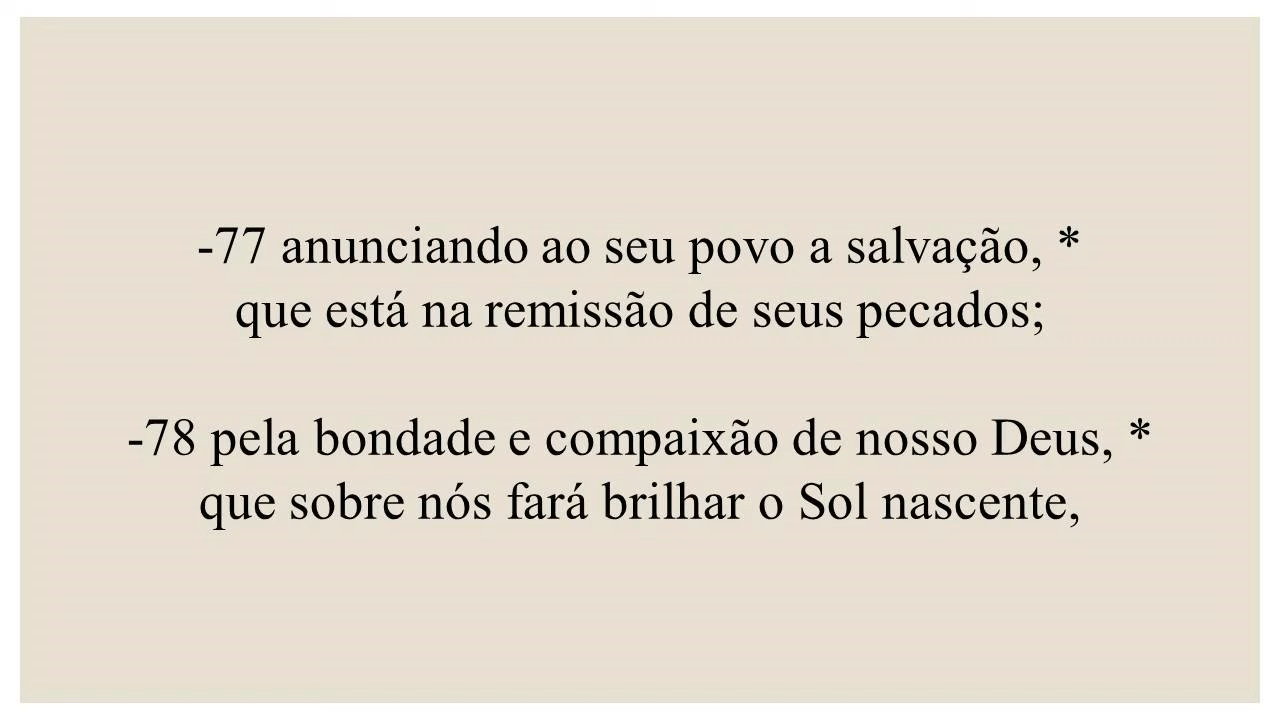 -77 anunciando ao seu povo a salvação, *
que está na remissão de seus pecados;
-78 pela bondade e compaixão de nosso Deus, *
que sobre nós fará brilhar o Sol nascente,